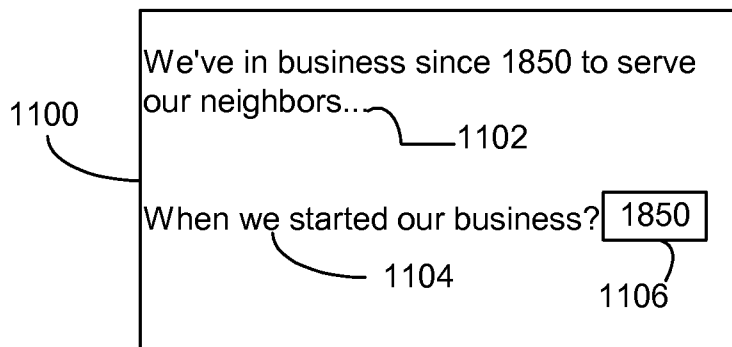 We've in business since 1850 to serve
our neighbors...
1100
1102
When we started our business? 1850
1104
1106